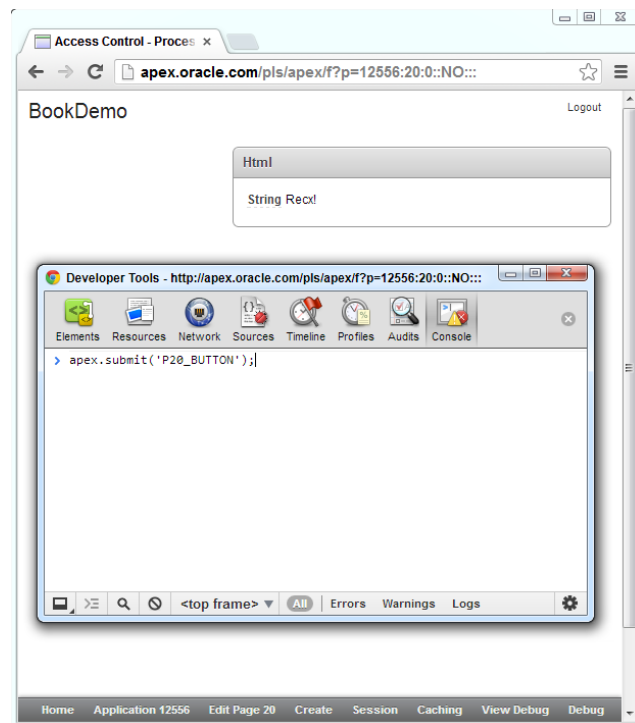 Access Control - Proces ×
apex.oracle.com/pls/apex/f?p=12556:20:0::NO:::
BookDemo
Logout
Html
String Recx!
Developer Tools - http://apex.oracle.com/pls/apex/f?p=12556:20:0::NO:::
Elements Resources Network Sources Timeline Profiles Audits Console
> apex.submit('P20_BUTTON');
<top frame> ▼ All Errors Warnings Logs
Home Application 12556 Edit Page 20 Create Session Caching View Debug Debug